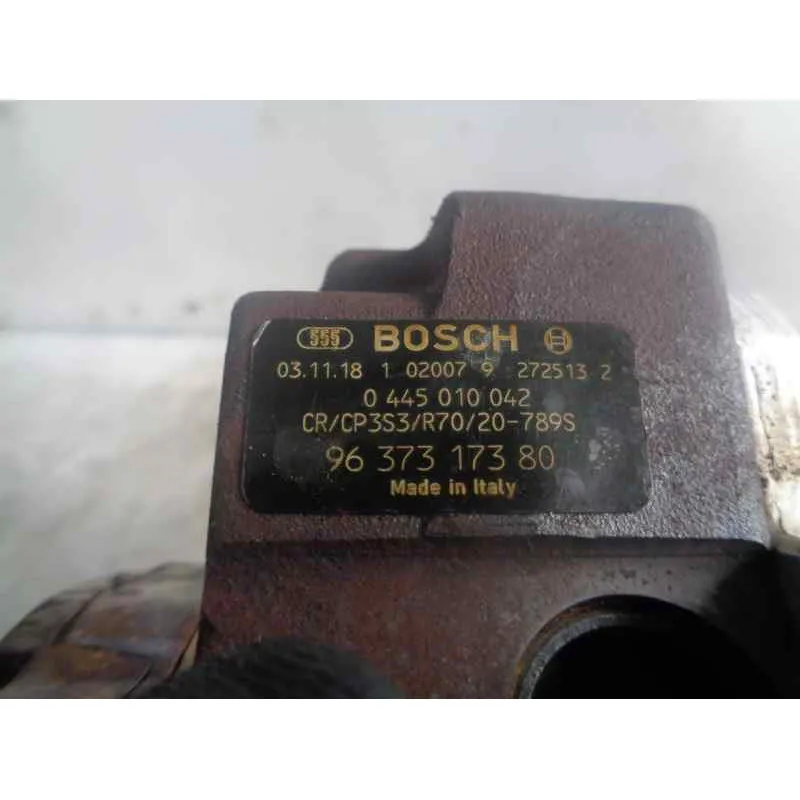 555 BOSCH
03.11.18 1 02007 9 272513 2
0 445 010 042
CR/CP3S3/R70/20-789S
96 373 173 80
Made in Italy